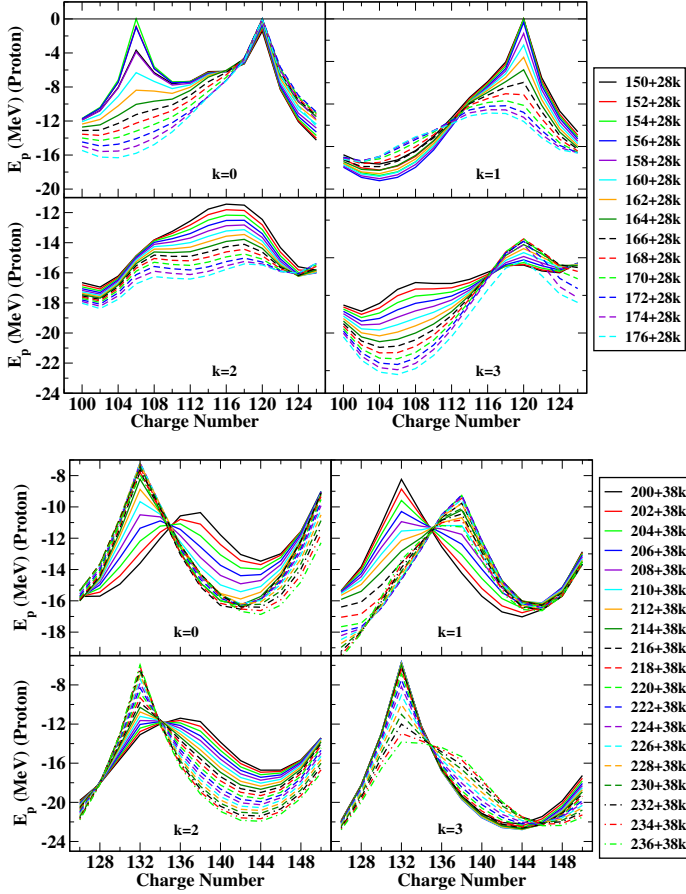 0
-4
-8
-12
-16
-20
E_p (MeV) (Proton)
k=0
k=1
-12
-14
-16
-18
-20
-22
-24
E_p (MeV) (Proton)
k=2
k=3
100 104 108 112 116 120 124 100 104 108 112 116 120 124
Charge Number Charge Number
150+28k
152+28k
154+28k
156+28k
158+28k
160+28k
162+28k
164+28k
166+28k
168+28k
170+28k
172+28k
174+28k
176+28k
-8
-10
-12
-14
-16
-18
E_p (MeV) (Proton)
k=0
k=1
-6
-9
-12
-15
-18
-21
-24
E_p (MeV) (Proton)
k=2
k=3
128 132 136 140 144 148 128 132 136 140 144 148
Charge Number Charge Number
200+38k
202+38k
204+38k
206+38k
208+38k
210+38k
212+38k
214+38k
216+38k
218+38k
220+38k
222+38k
224+38k
226+38k
228+38k
230+38k
232+38k
234+38k
236+38k